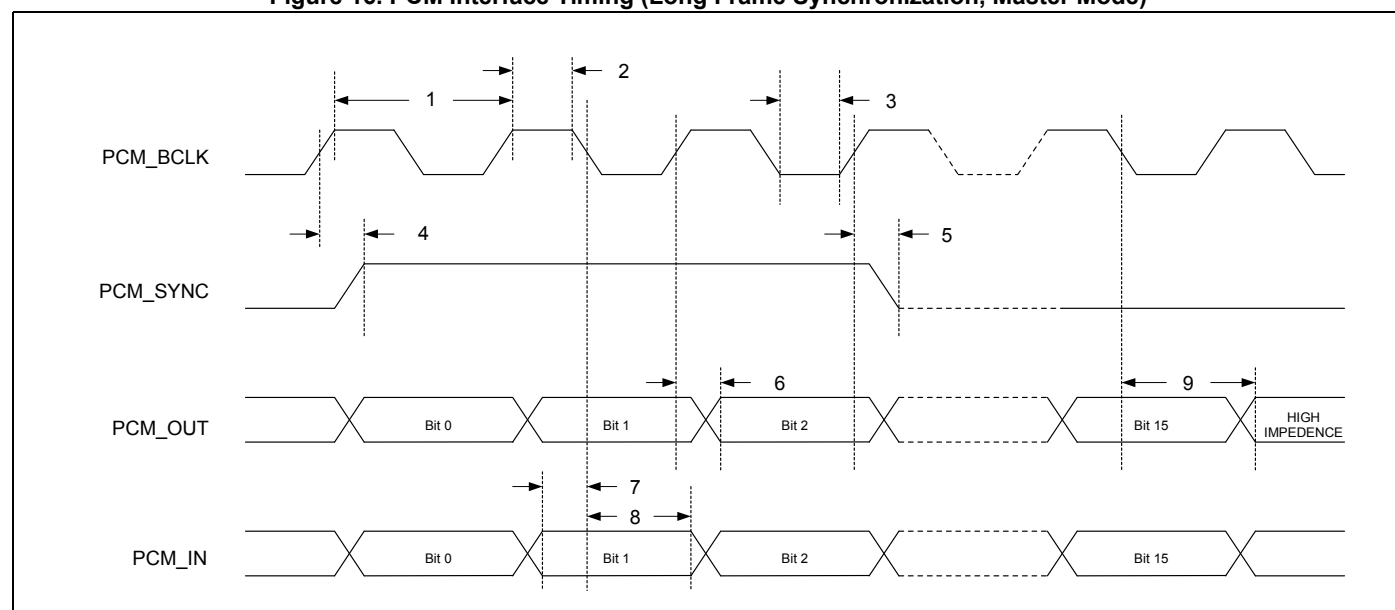 Figure 10. PCM Interface Timing (Long Frame Synchronization, Master Mode)
2
1
3
PCM_BCLK
4
5
PCM_SYNC
6
9
PCM_OUT
Bit 0
Bit 1
Bit 2
Bit 15
HIGH
IMPEDENCE
7
8
PCM_IN
Bit 0
Bit 1
Bit 2
Bit 15